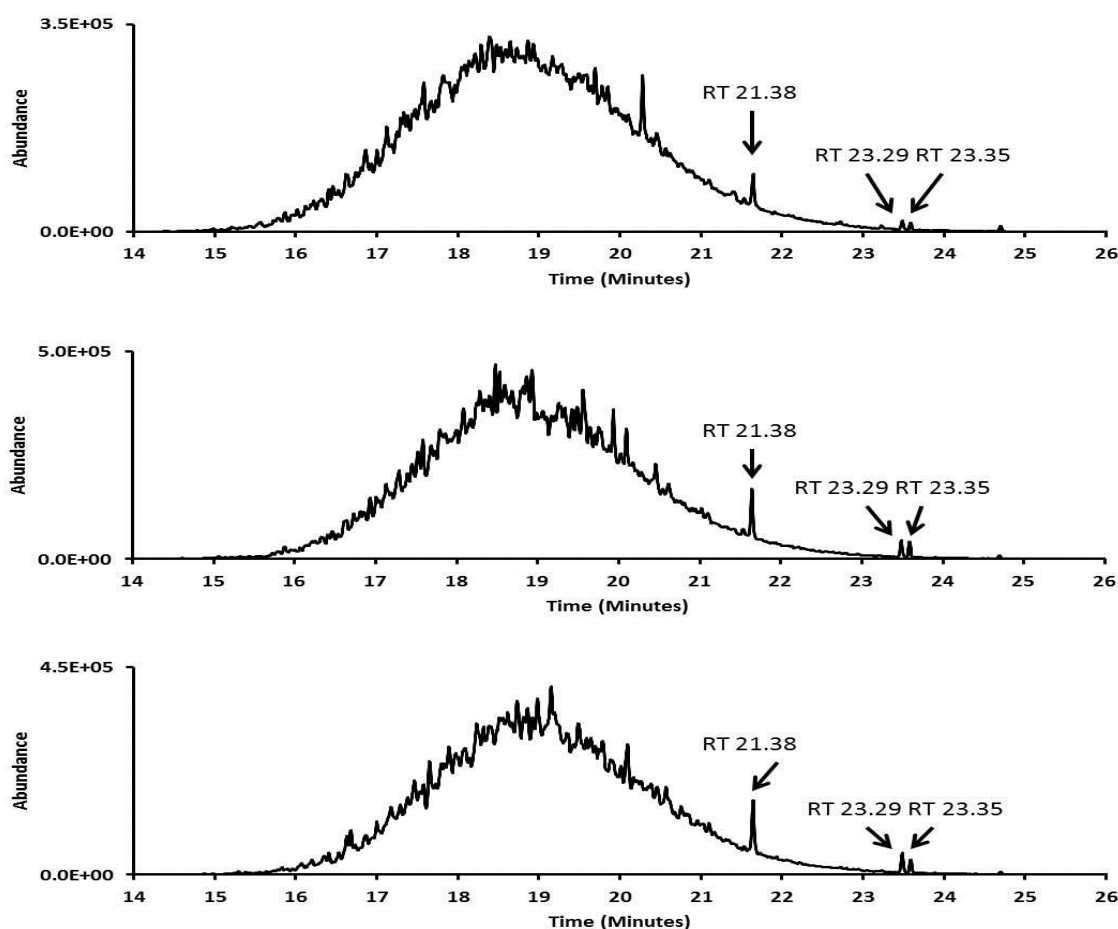 3.5E+05
Abundance
RT 21.38
RT 23.29 RT 23.35
0.0E+00
14 15 16 17 18 19 20 21 22 23 24 25 26
Time (Minutes)
5.0E+05
Abundance
RT 21.38
RT 23.29 RT 23.35
0.0E+00
14 15 16 17 18 19 20 21 22 23 24 25 26
Time (Minutes)
4.5E+05
Abundance
RT 21.38
RT 23.29 RT 23.35
0.0E+00
14 15 16 17 18 19 20 21 22 23 24 25 26
Time (Minutes)